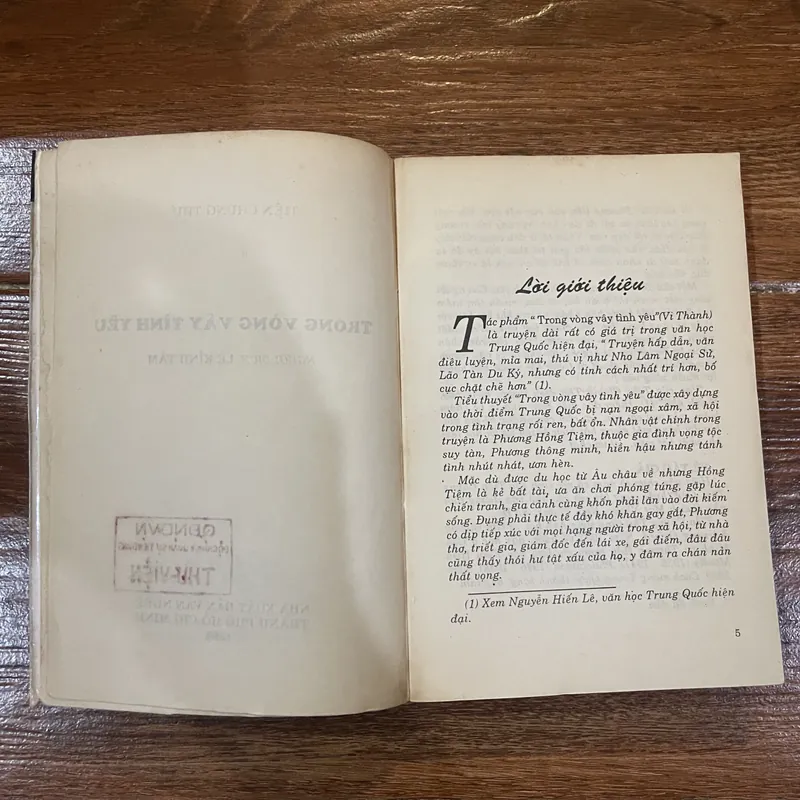 TRONG VÒNG VÂY TÌNH YÊU
THƯ VIỆN
NHÀ XUẤT BẢN VĂN NGHỆ
THÀNH PHỐ HỒ CHÍ MINH
Lời giới thiệu
Tác phẩm “ Trong vòng vây tình yêu”(Vi Thành)
là truyện dài rất có giá trị trong văn học
Trung Quốc hiện đại, “ Truyện hấp dẫn, văn
điêu luyện, mỉa mai, thú vị như Nho Lâm Ngoại Sử,
Lão Tàn Du Ký, nhưng có tính cách nhất trí hơn, bố
cục chặt chẽ hơn” (1).
Tiểu thuyết “Trong vòng vây tình yêu” được xây dựng
vào thời điểm Trung Quốc bị nạn ngoại xâm, xã hội
trong tình trạng rối ren, bất ổn. Nhân vật chính trong
truyện là Phương Hồng Tiệm, thuộc gia đình vọng tộc
suy tàn, Phương thông minh, hiền hậu nhưng tánh
tình nhút nhát, ươn hèn.
Mặc dù được du học từ Âu châu về nhưng Hồng
Tiệm là kẻ bất tài, ưa ăn chơi phóng túng, gặp lúc
chiến tranh, gia cảnh cùng khốn phải lăn vào đời kiếm
sống. Đụng phải thực tế đầy khó khăn gay gắt, Phương
có dịp tiếp xúc với mọi hạng người trong xã hội, từ nhà
thơ, triết gia, giám đốc đến lái xe, gái điếm, đâu đâu
cũng thấy thói hư tật xấu của họ, y đâm ra chán nản
thất vọng.
(1) Xem Nguyễn Hiến Lê, văn học Trung Quốc hiện
đại.
5